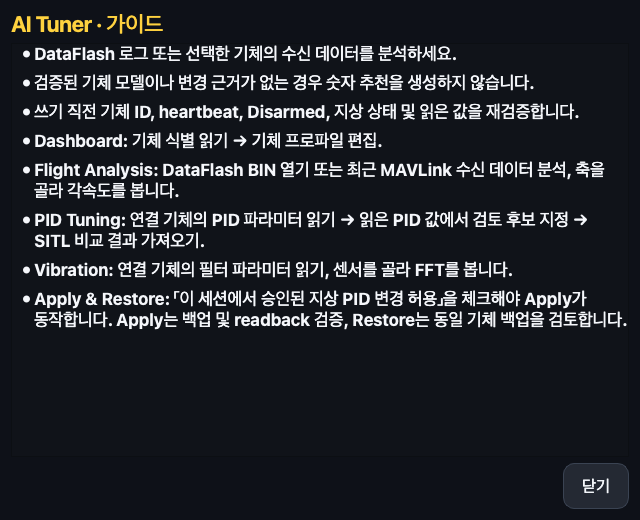 AI Tuner · 가이드
• DataFlash 로그 또는 선택한 기체의 수신 데이터를 분석하세요.
• 검증된 기체 모델이나 변경 근거가 없는 경우 숫자 추천을 생성하지 않습니다.
• 쓰기 직전 기체 ID, heartbeat, Disarmed, 지상 상태 및 읽은 값을 재검증합니다.
• Dashboard: 기체 식별 읽기 → 기체 프로파일 편집.
• Flight Analysis: DataFlash BIN 열기 또는 최근 MAVLink 수신 데이터 분석, 축을
골라 각속도를 봅니다.
• PID Tuning: 연결 기체의 PID 파라미터 읽기 → 읽은 PID 값에서 검토 후보 지정 →
SITL 비교 결과 가져오기.
• Vibration: 연결 기체의 필터 파라미터 읽기, 센서를 골라 FFT를 봅니다.
• Apply & Restore: 「이 세션에서 승인된 지상 PID 변경 허용」을 체크해야 Apply가
동작합니다. Apply는 백업 및 readback 검증, Restore는 동일 기체 백업을 검토합니다.
닫기